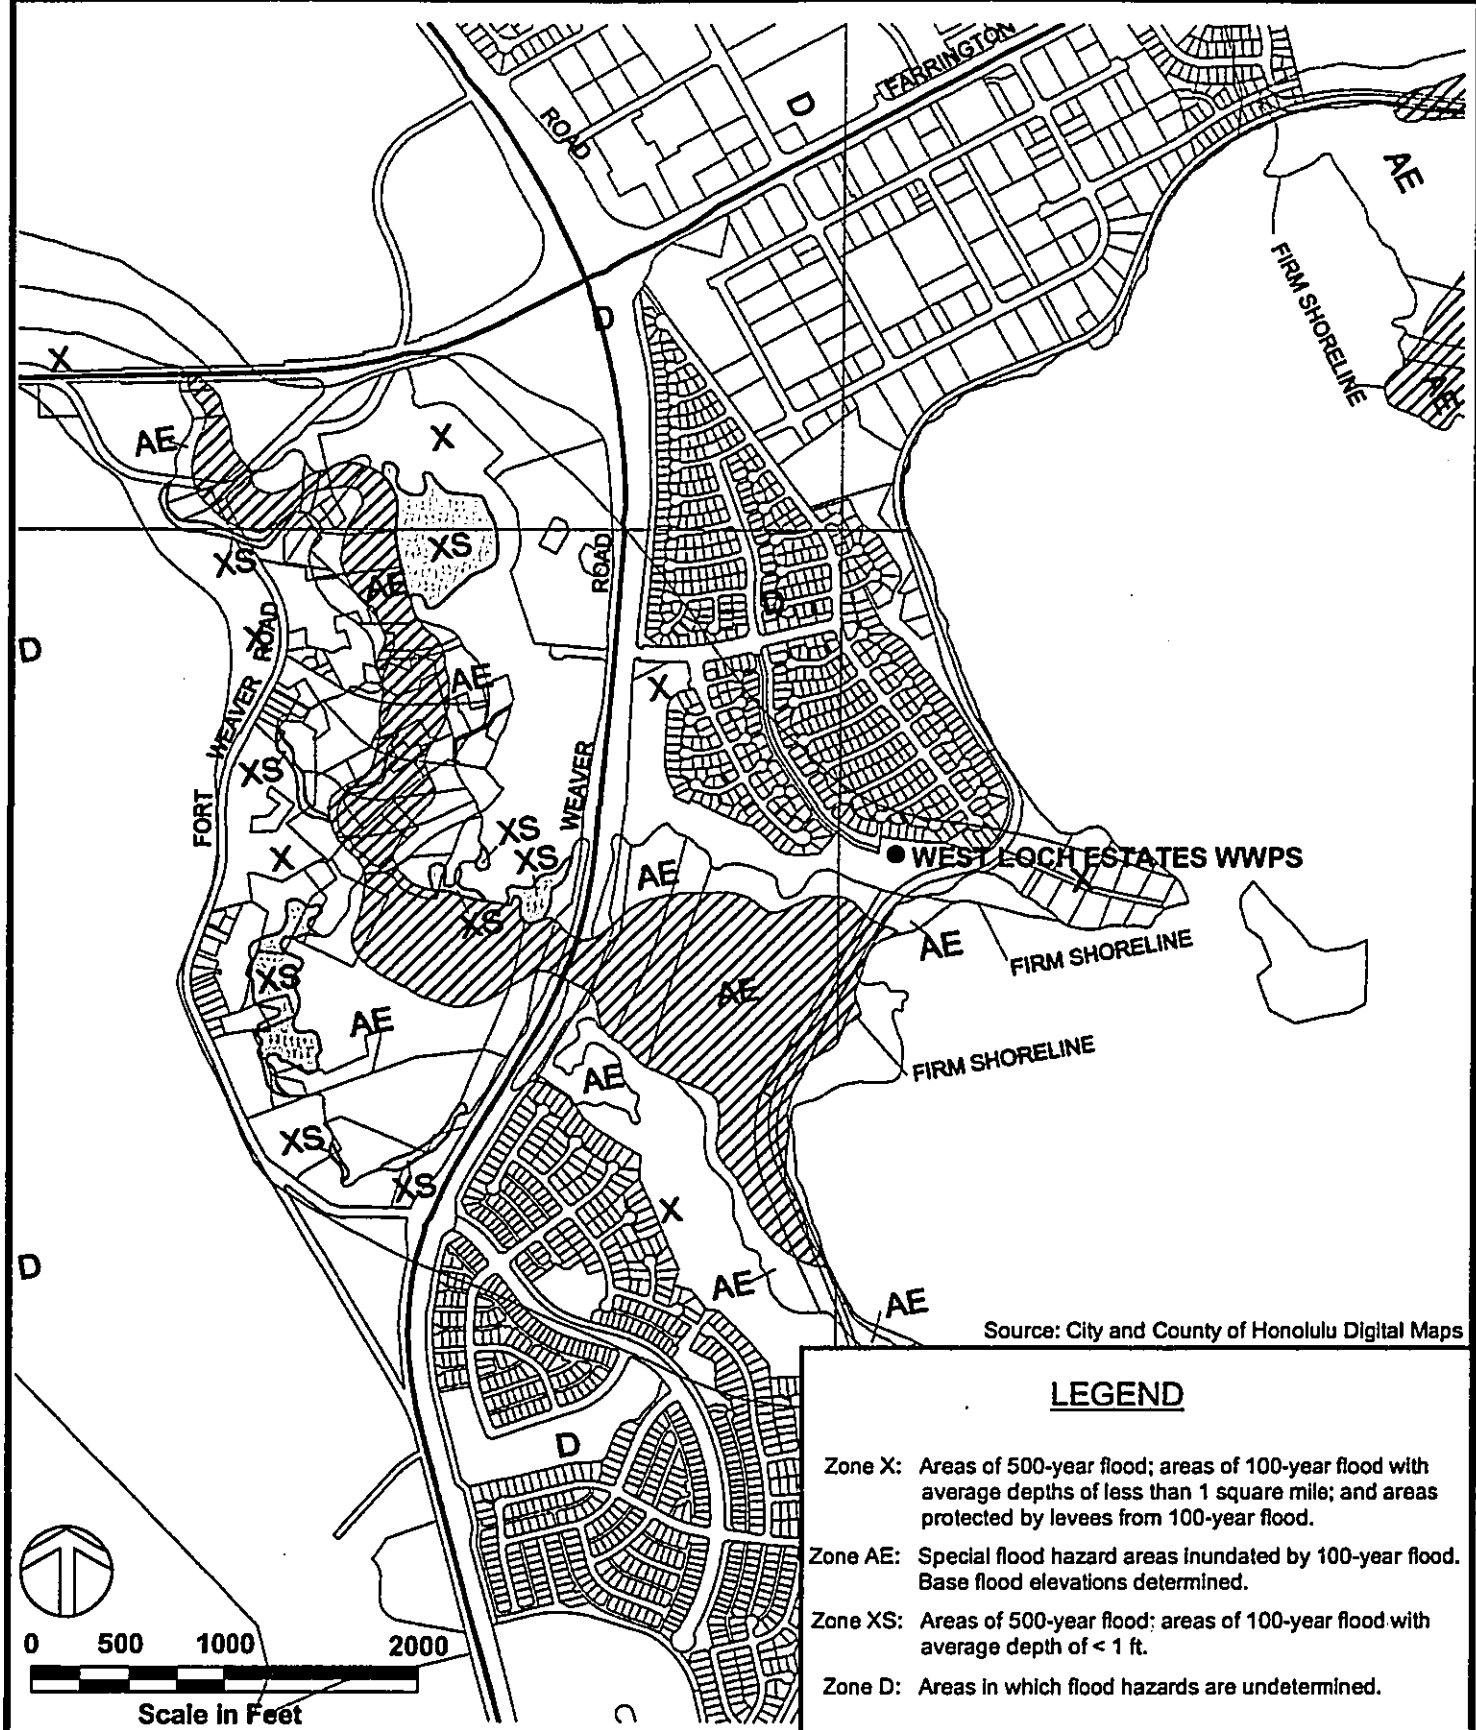 FARRINGTON
ROAD
D
AE
FIRM SHORELINE
D
X
AE
X
AE
XS
XS
AE
ROAD
D
X
ROAD
D
AE
X
WEAVER
XS
WEAVER
FORT
XS
XS
X
AE
WEST LOCH ESTATES WWPS
X
XS
AE
FIRM SHORELINE
XS
AE
AE
FIRM SHORELINE
AE
XS
XS
X
D
AE
AE
Source: City and County of Honolulu Digital Maps
D
LEGEND
Zone X: Areas of 500-year flood; areas of 100-year flood with
average depths of less than 1 square mile; and areas
protected by levees from 100-year flood.
Zone AE: Special flood hazard areas inundated by 100-year flood.
Base flood elevations determined.
Zone XS: Areas of 500-year flood; areas of 100-year flood with
average depth of < 1 ft.
Zone D: Areas in which flood hazards are undetermined.
0 500 1000 2000
Scale in Feet